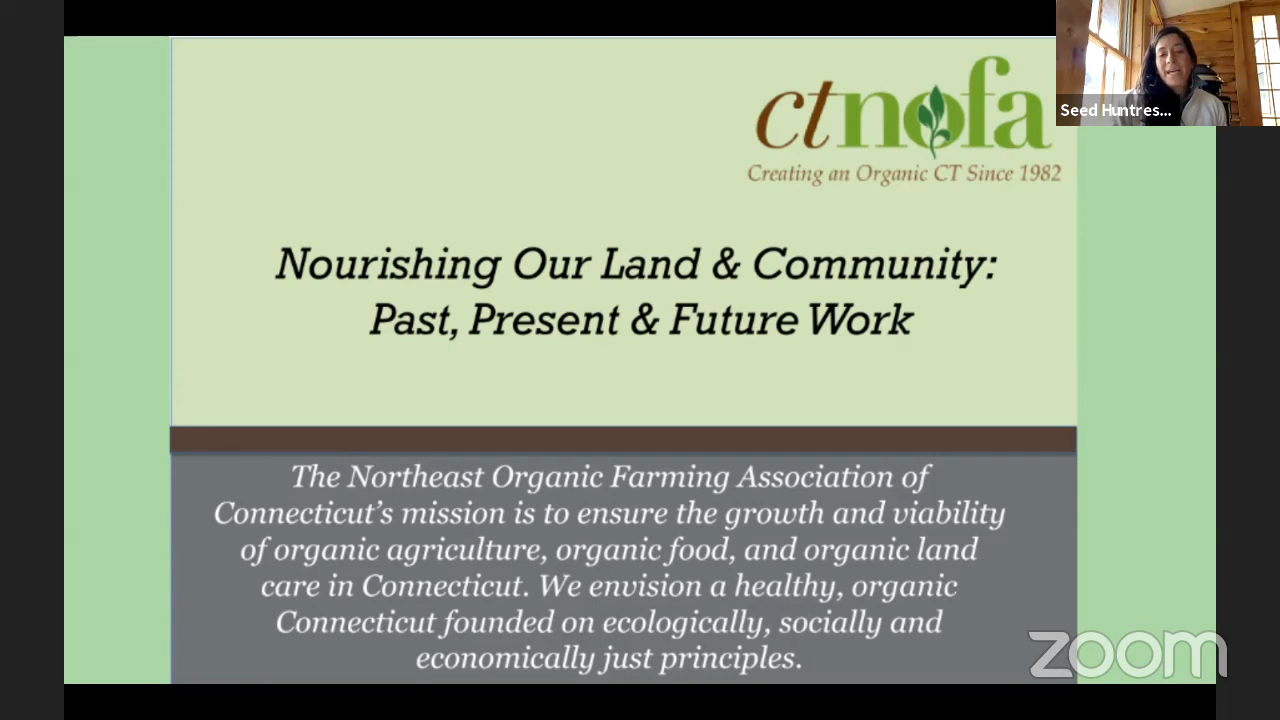 ctnofa
Creating an Organic CT Since 1982
Seed Huntres...
Nourishing Our Land & Community:
Past, Present & Future Work
The Northeast Organic Farming Association of
Connecticut’s mission is to ensure the growth and viability
of organic agriculture, organic food, and organic land
care in Connecticut. We envision a healthy, organic
Connecticut founded on ecologically, socially and
economically just principles.
zoom